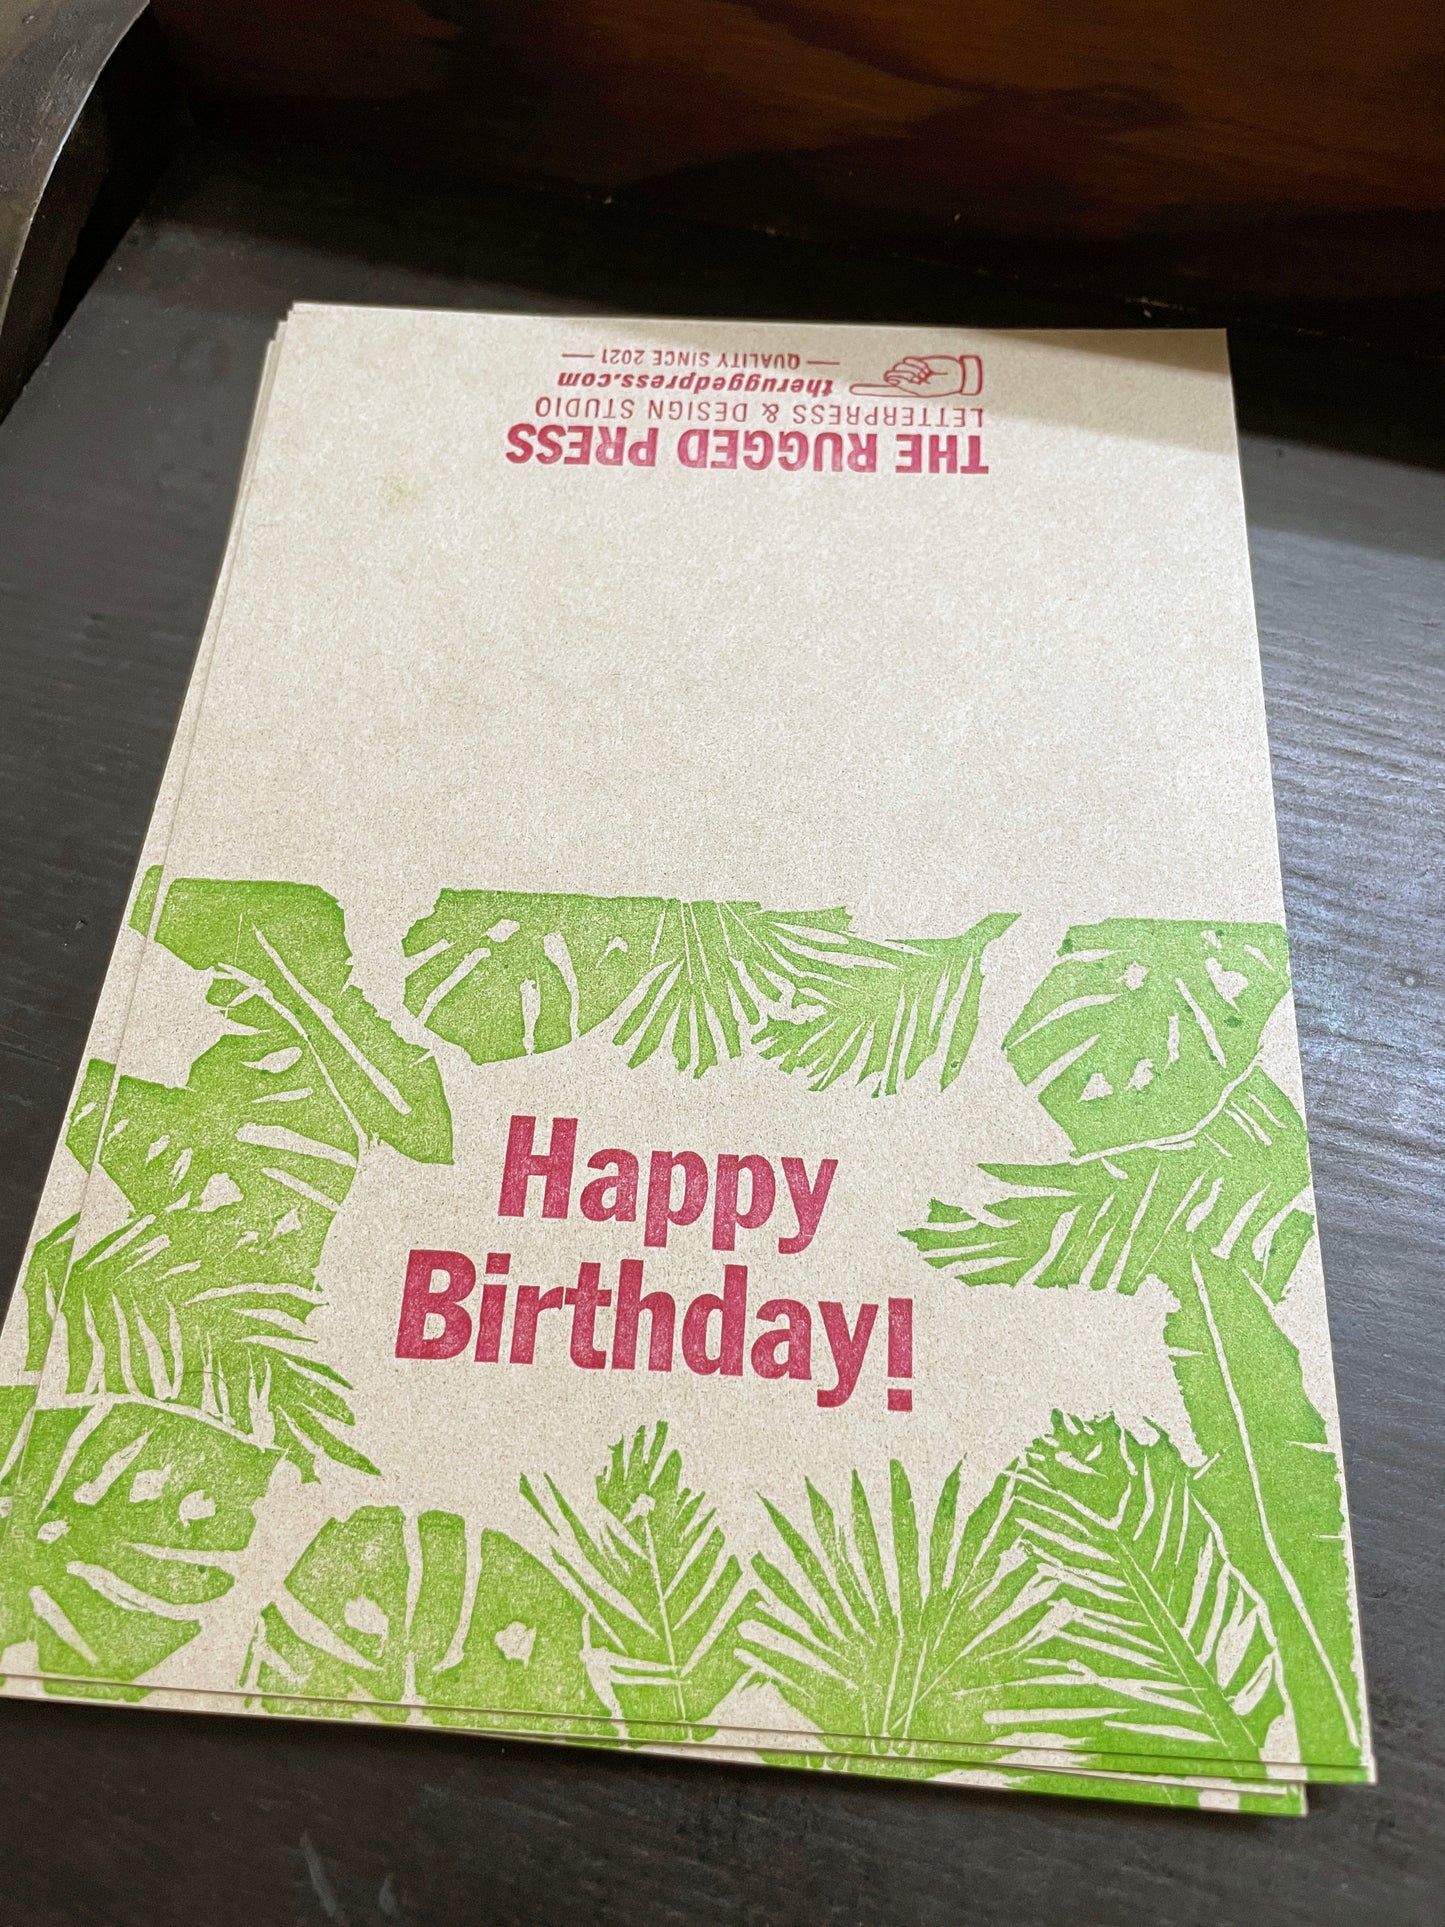 THE RUGGED PRESS
LETTERPRESS & DESIGN STUDIO
theruggedpress.com
— QUALITY SINCE 2021 —
Happy
Birthday!